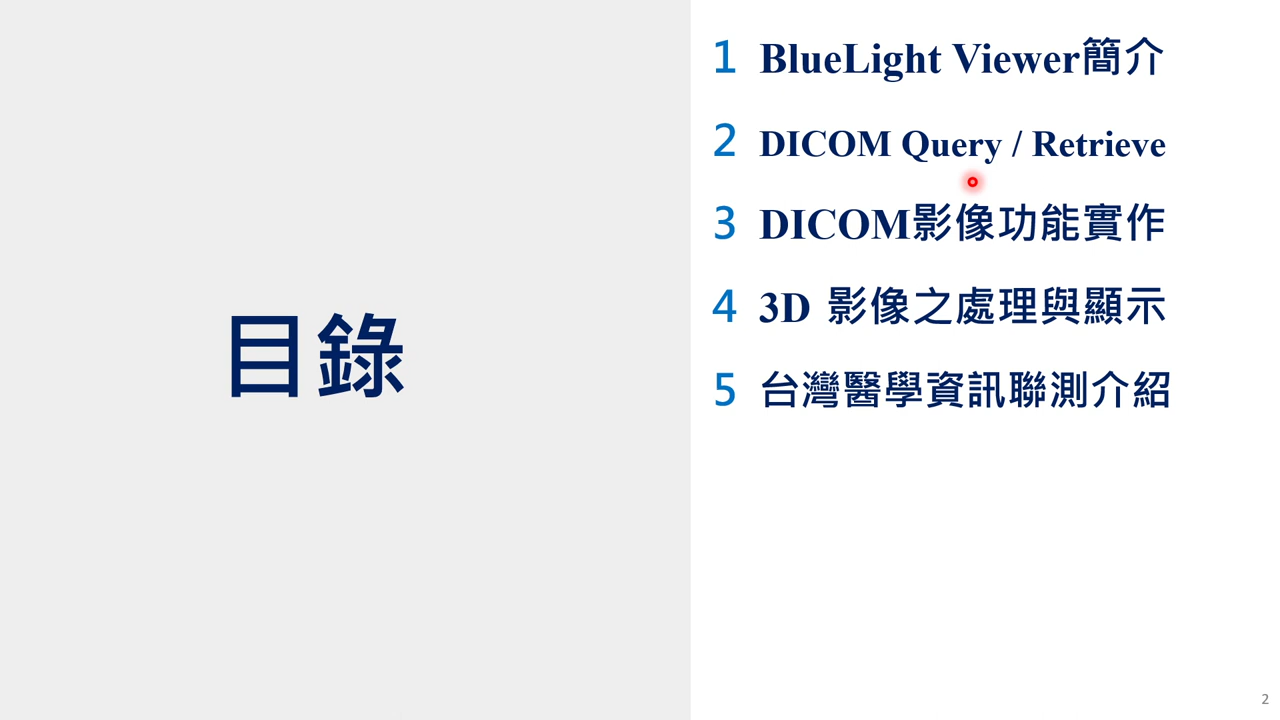 目錄
1 BlueLight Viewer簡介
2 DICOM Query / Retrieve
3 DICOM影像功能實作
4 3D 影像之處理與顯示
5 台灣醫學資訊聯測介紹
2